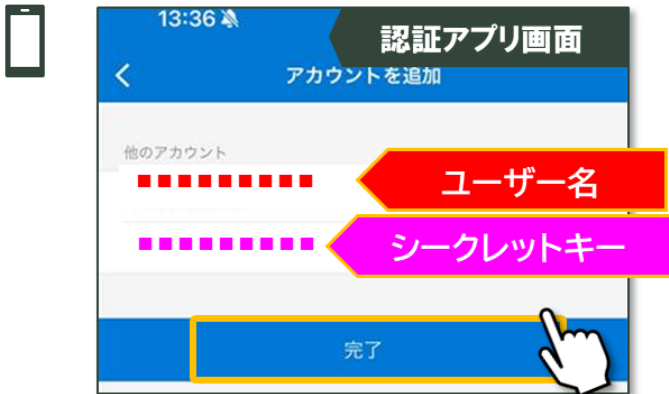 13:36
認証アプリ画面
アカウントを追加
他のアカウント
ユーザー名
シークレットキー
完了